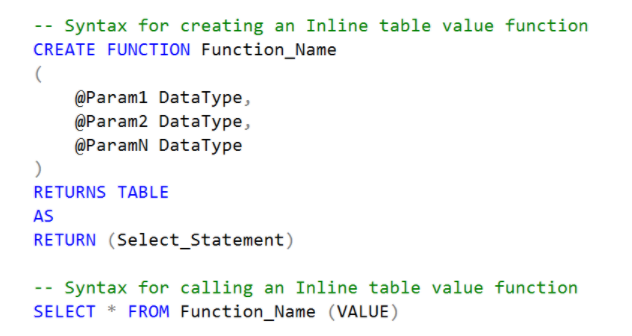 -- Syntax for creating an Inline table value function
CREATE FUNCTION Function_Name
(
    @Param1 DataType,
    @Param2 DataType,
    @ParamN DataType
)
RETURNS TABLE
AS
RETURN (Select_Statement)

-- Syntax for calling an Inline table value function
SELECT * FROM Function_Name (VALUE)